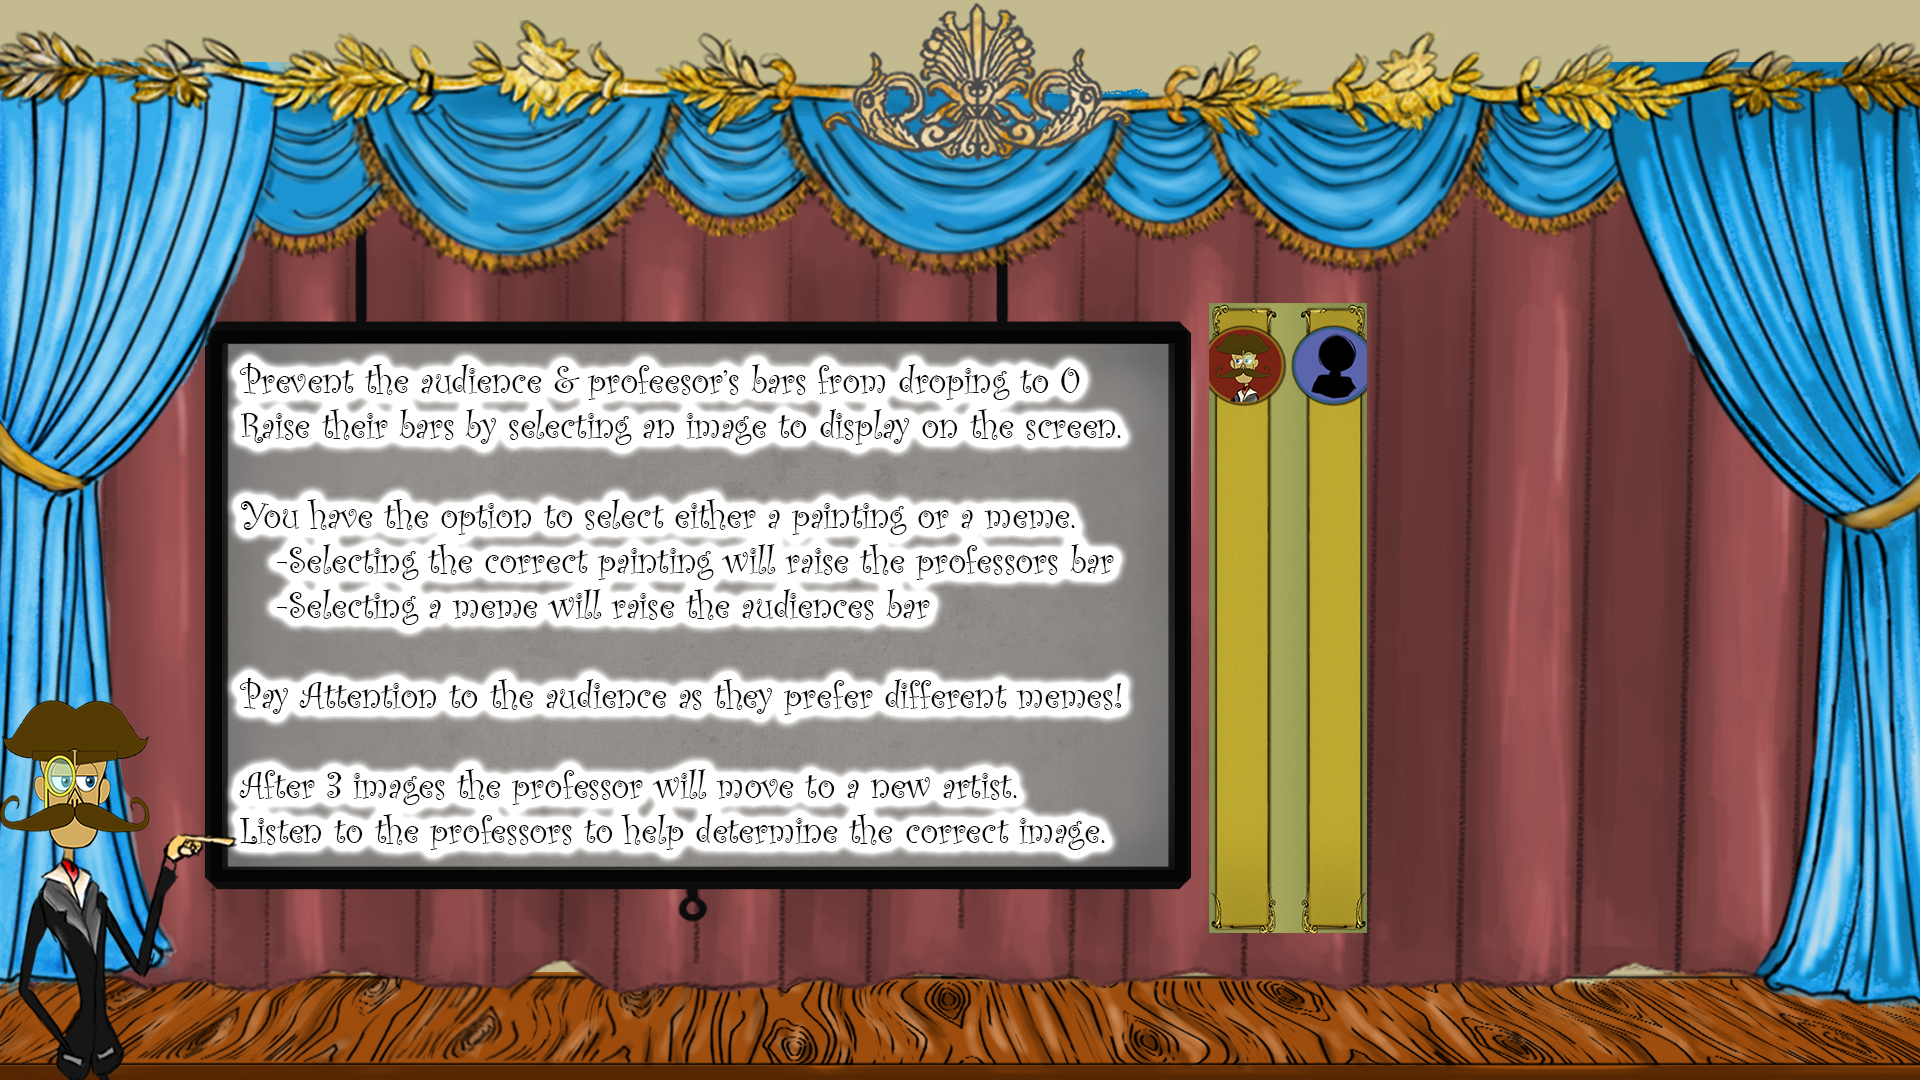 Prevent the audience & profeesor's bars from droping to 0
Raise their bars by selecting an image to display on the screen.
You have the option to select either a painting or a meme.
-Selecting the correct painting will raise the professors bar
-Selecting a meme will raise the audiences bar
Pay Attention to the audience as they prefer different memes!
After 3 images the professor will move to a new artist.
Listen to the professors to help determine the correct image.